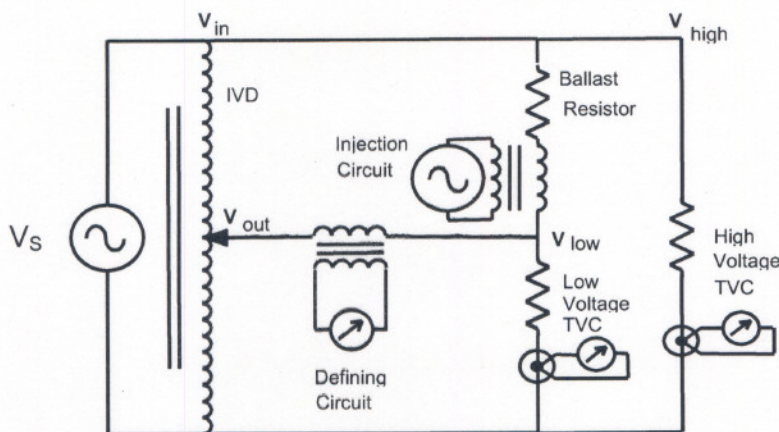 V in
V high
IVD
Ballast
Resistor
Injection
Circuit
V out
V S
V low
High
Voltage
TVC
Low
Voltage
TVC
Defining
Circuit